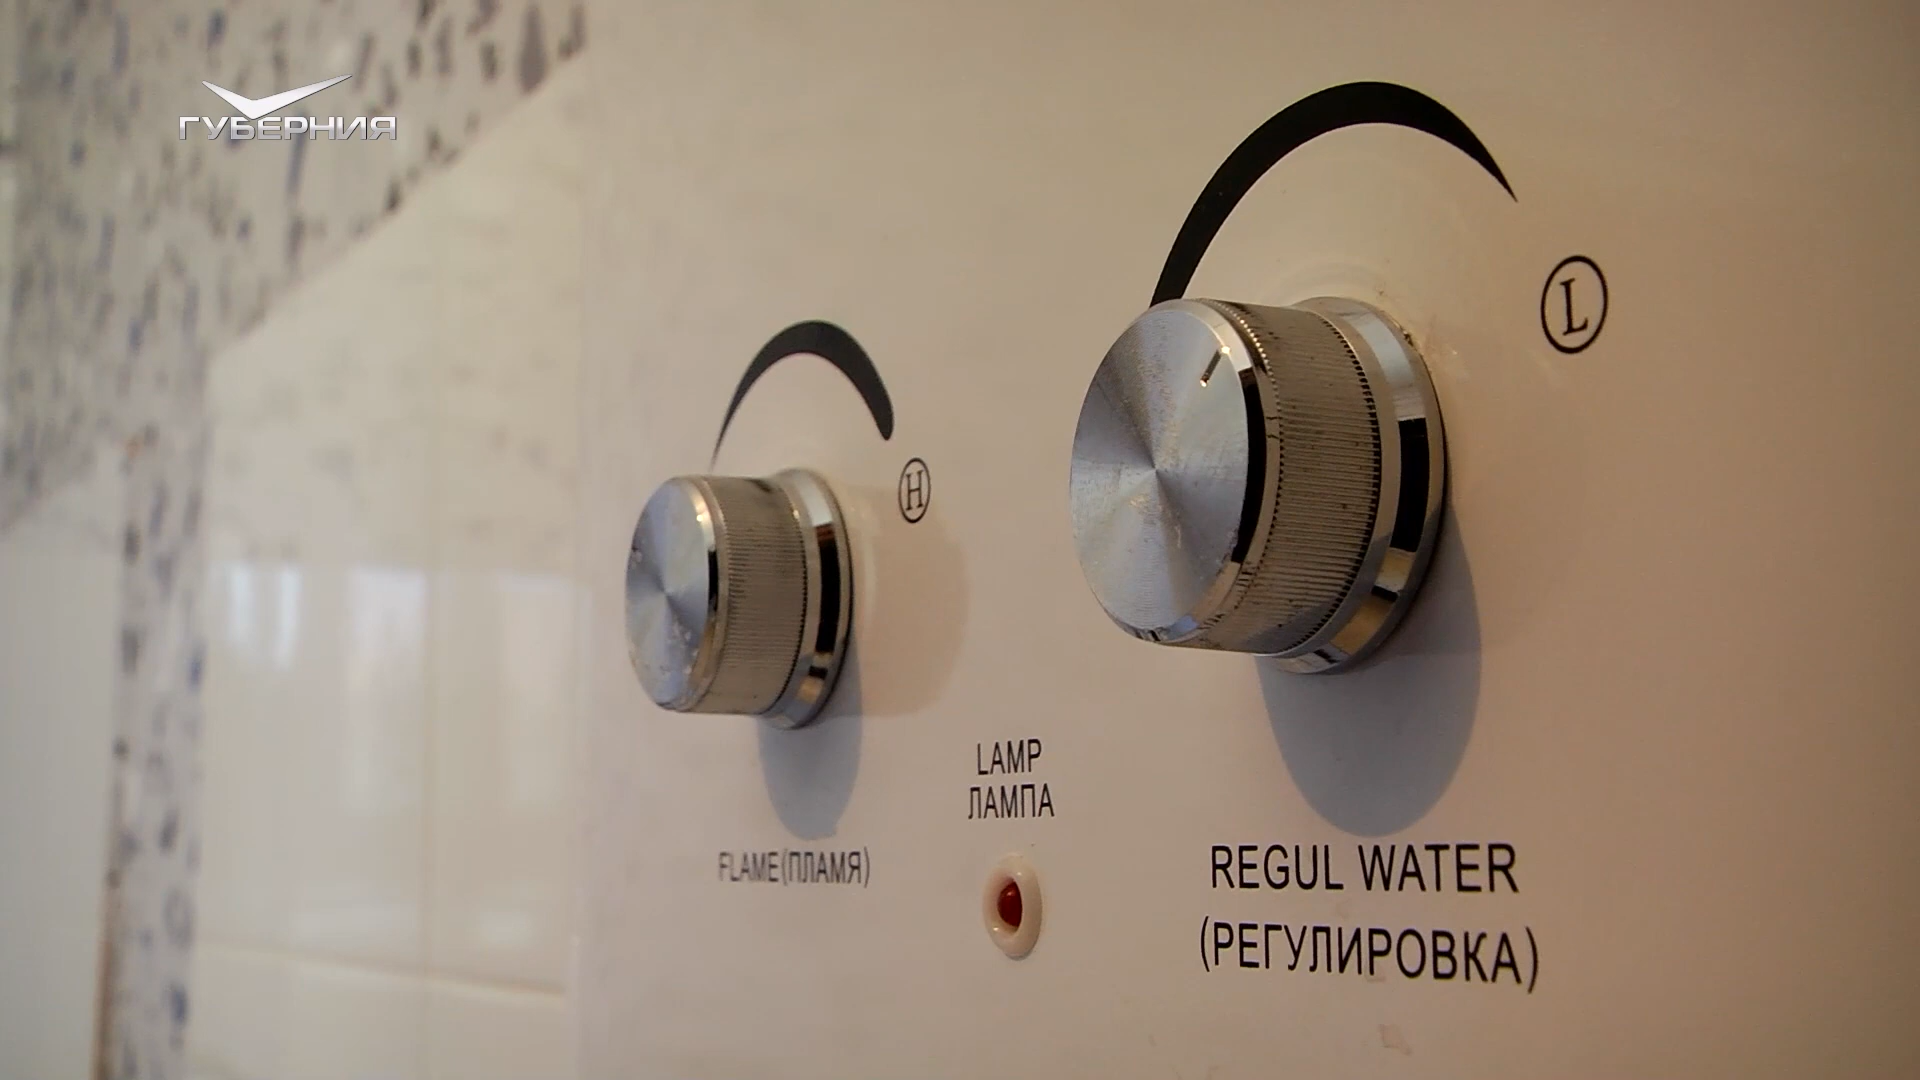 ГУБЕРНИЯ
L
H
LAMP
ЛАМПА
FLAME(ПЛАМЯ)
REGUL WATER
(РЕГУЛИРОВКА)